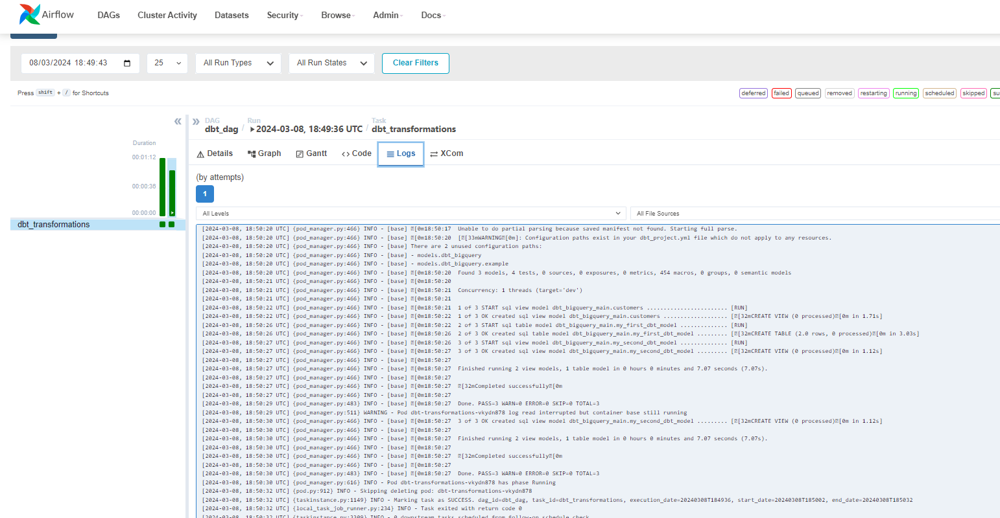 Airflow DAGs Cluster Activity Datasets Security Browse Admin Docs
08/03/2024 18:49:43 25 All Run Types All Run States Clear Filters
Press shift + / for Shortcuts deferred failed queued removed restarting running scheduled skipped su
DAG Run Task
dbt_dag / 2024-03-08, 18:49:36 UTC / dbt_transformations
Duration
00:01:12
00:00:36
00:00:00
dbt_transformations
Details Graph Gantt Code Logs XCom
(by attempts)
1
All Levels All File Sources
[2024-03-08, 18:50:20 UTC] {pod_manager.py:466} INFO - [base] [0m18:50:17 Unable to do partial parsing because saved manifest not found. Starting full parse.
[2024-03-08, 18:50:20 UTC] {pod_manager.py:466} INFO - [base] [0m18:50:20 [[33mWARNING[0m]: Configuration paths exist in your dbt_project.yml file which do not apply to any resources.
[2024-03-08, 18:50:20 UTC] {pod_manager.py:466} INFO - [base] There are 2 unused configuration paths:
[2024-03-08, 18:50:20 UTC] {pod_manager.py:466} INFO - [base] - models.dbt_bigquery
[2024-03-08, 18:50:20 UTC] {pod_manager.py:466} INFO - [base] - models.dbt_bigquery.example
[2024-03-08, 18:50:20 UTC] {pod_manager.py:466} INFO - [base] [0m18:50:20 Found 3 models, 4 tests, 0 sources, 0 exposures, 0 metrics, 454 macros, 0 groups, 0 semantic models
[2024-03-08, 18:50:21 UTC] {pod_manager.py:466} INFO - [base] [0m18:50:20
[2024-03-08, 18:50:21 UTC] {pod_manager.py:466} INFO - [base] [0m18:50:21 Concurrency: 1 threads (target='dev')
[2024-03-08, 18:50:21 UTC] {pod_manager.py:466} INFO - [base] [0m18:50:21
[2024-03-08, 18:50:22 UTC] {pod_manager.py:466} INFO - [base] [0m18:50:21 1 of 3 START sql view model dbt_bigquery_main.customers ........................ [RUN]
[2024-03-08, 18:50:22 UTC] {pod_manager.py:466} INFO - [base] [0m18:50:22 1 of 3 OK created sql view model dbt_bigquery_main.customers ................... [[32mCREATE VIEW (0 processed)[0m in 1.71s]
[2024-03-08, 18:50:26 UTC] {pod_manager.py:466} INFO - [base] [0m18:50:22 2 of 3 START sql table model dbt_bigquery_main.my_first_dbt_model .............. [RUN]
[2024-03-08, 18:50:26 UTC] {pod_manager.py:466} INFO - [base] [0m18:50:26 2 of 3 OK created sql table model dbt_bigquery_main.my_first_dbt_model ......... [[32mCREATE TABLE (2.0 rows, 0 processed)[0m in 3.03s]
[2024-03-08, 18:50:27 UTC] {pod_manager.py:466} INFO - [base] [0m18:50:26 3 of 3 START sql view model dbt_bigquery_main.my_second_dbt_model .............. [RUN]
[2024-03-08, 18:50:27 UTC] {pod_manager.py:466} INFO - [base] [0m18:50:27 3 of 3 OK created sql view model dbt_bigquery_main.my_second_dbt_model ......... [[32mCREATE VIEW (0 processed)[0m in 1.12s]
[2024-03-08, 18:50:27 UTC] {pod_manager.py:466} INFO - [base] [0m18:50:27
[2024-03-08, 18:50:27 UTC] {pod_manager.py:466} INFO - [base] [0m18:50:27 Finished running 2 view models, 1 table model in 0 hours 0 minutes and 7.07 seconds (7.07s).
[2024-03-08, 18:50:27 UTC] {pod_manager.py:466} INFO - [base] [0m18:50:27
[2024-03-08, 18:50:27 UTC] {pod_manager.py:466} INFO - [base] [0m18:50:27 [32mCompleted successfully[0m
[2024-03-08, 18:50:27 UTC] {pod_manager.py:466} INFO - [base] [0m18:50:27
[2024-03-08, 18:50:29 UTC] {pod_manager.py:483} INFO - [base] [0m18:50:27 Done. PASS=3 WARN=0 ERROR=0 SKIP=0 TOTAL=3
[2024-03-08, 18:50:29 UTC] {pod_manager.py:511} WARNING - Pod dbt-transformations-vkydn878 log read interrupted but container base still running
[2024-03-08, 18:50:30 UTC] {pod_manager.py:466} INFO - [base] [0m18:50:27 3 of 3 OK created sql view model dbt_bigquery_main.my_second_dbt_model ......... [[32mCREATE VIEW (0 processed)[0m in 1.12s]
[2024-03-08, 18:50:30 UTC] {pod_manager.py:466} INFO - [base] [0m18:50:27
[2024-03-08, 18:50:30 UTC] {pod_manager.py:466} INFO - [base] [0m18:50:27 Finished running 2 view models, 1 table model in 0 hours 0 minutes and 7.07 seconds (7.07s).
[2024-03-08, 18:50:30 UTC] {pod_manager.py:466} INFO - [base] [0m18:50:27
[2024-03-08, 18:50:30 UTC] {pod_manager.py:466} INFO - [base] [0m18:50:27 [32mCompleted successfully[0m
[2024-03-08, 18:50:30 UTC] {pod_manager.py:466} INFO - [base] [0m18:50:27
[2024-03-08, 18:50:30 UTC] {pod_manager.py:483} INFO - [base] [0m18:50:27 Done. PASS=3 WARN=0 ERROR=0 SKIP=0 TOTAL=3
[2024-03-08, 18:50:30 UTC] {pod_manager.py:616} INFO - Pod dbt-transformations-vkydn878 has phase Running
[2024-03-08, 18:50:32 UTC] {pod.py:912} INFO - Skipping deleting pod: dbt-transformations-vkydn878
[2024-03-08, 18:50:32 UTC] {taskinstance.py:1149} INFO - Marking task as SUCCESS. dag_id=dbt_dag, task_id=dbt_transformations, execution_date=20240308T184936, start_date=20240308T185002, end_date=20240308T185032
[2024-03-08, 18:50:32 UTC] {local_task_job_runner.py:234} INFO - Task exited with return code 0
[2024-03-08, 18:50:32 UTC] {taskinstance.py:3309} INFO - 0 downstream tasks scheduled from follow-on schedule check